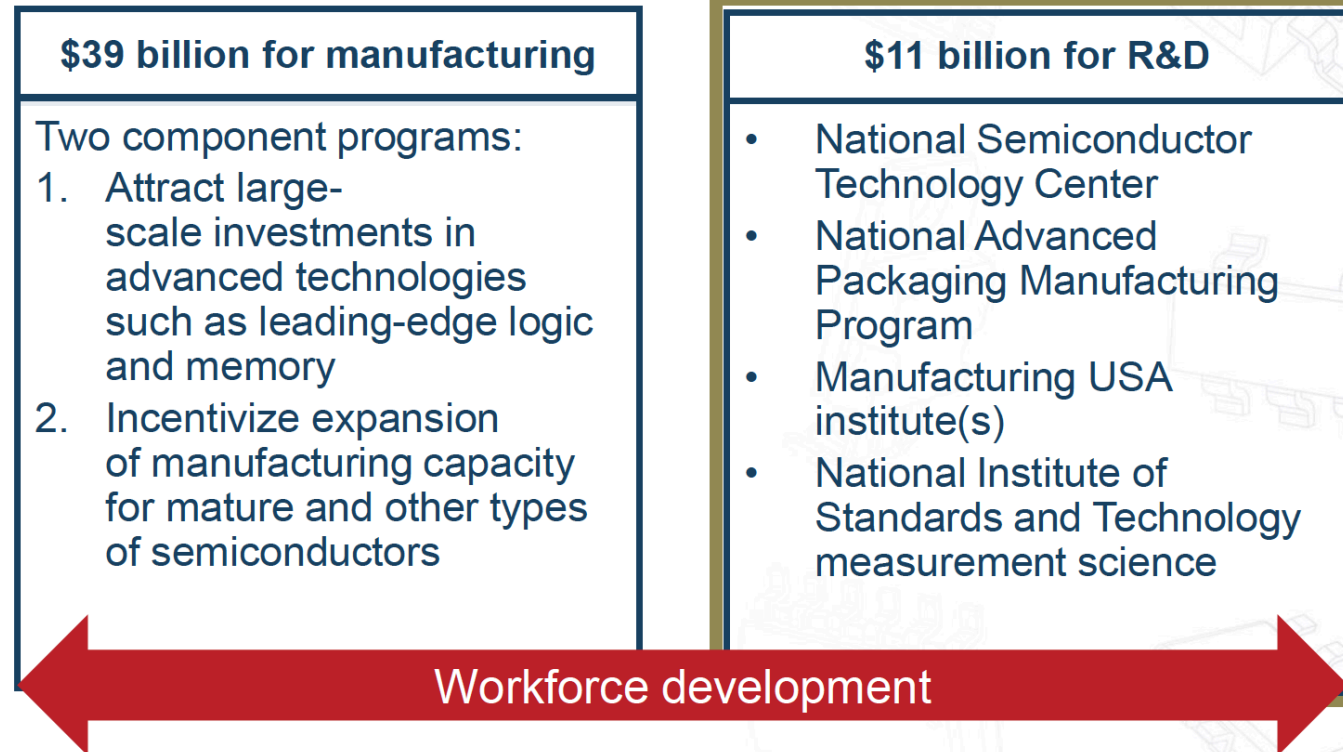 $39 billion for manufacturing
Two component programs:
1. Attract large-
scale investments in
advanced technologies
such as leading-edge logic
and memory
2. Incentivize expansion
of manufacturing capacity
for mature and other types
of semiconductors
$11 billion for R&D
• National Semiconductor
Technology Center
• National Advanced
Packaging Manufacturing
Program
• Manufacturing USA
institute(s)
• National Institute of
Standards and Technology
measurement science
Workforce development